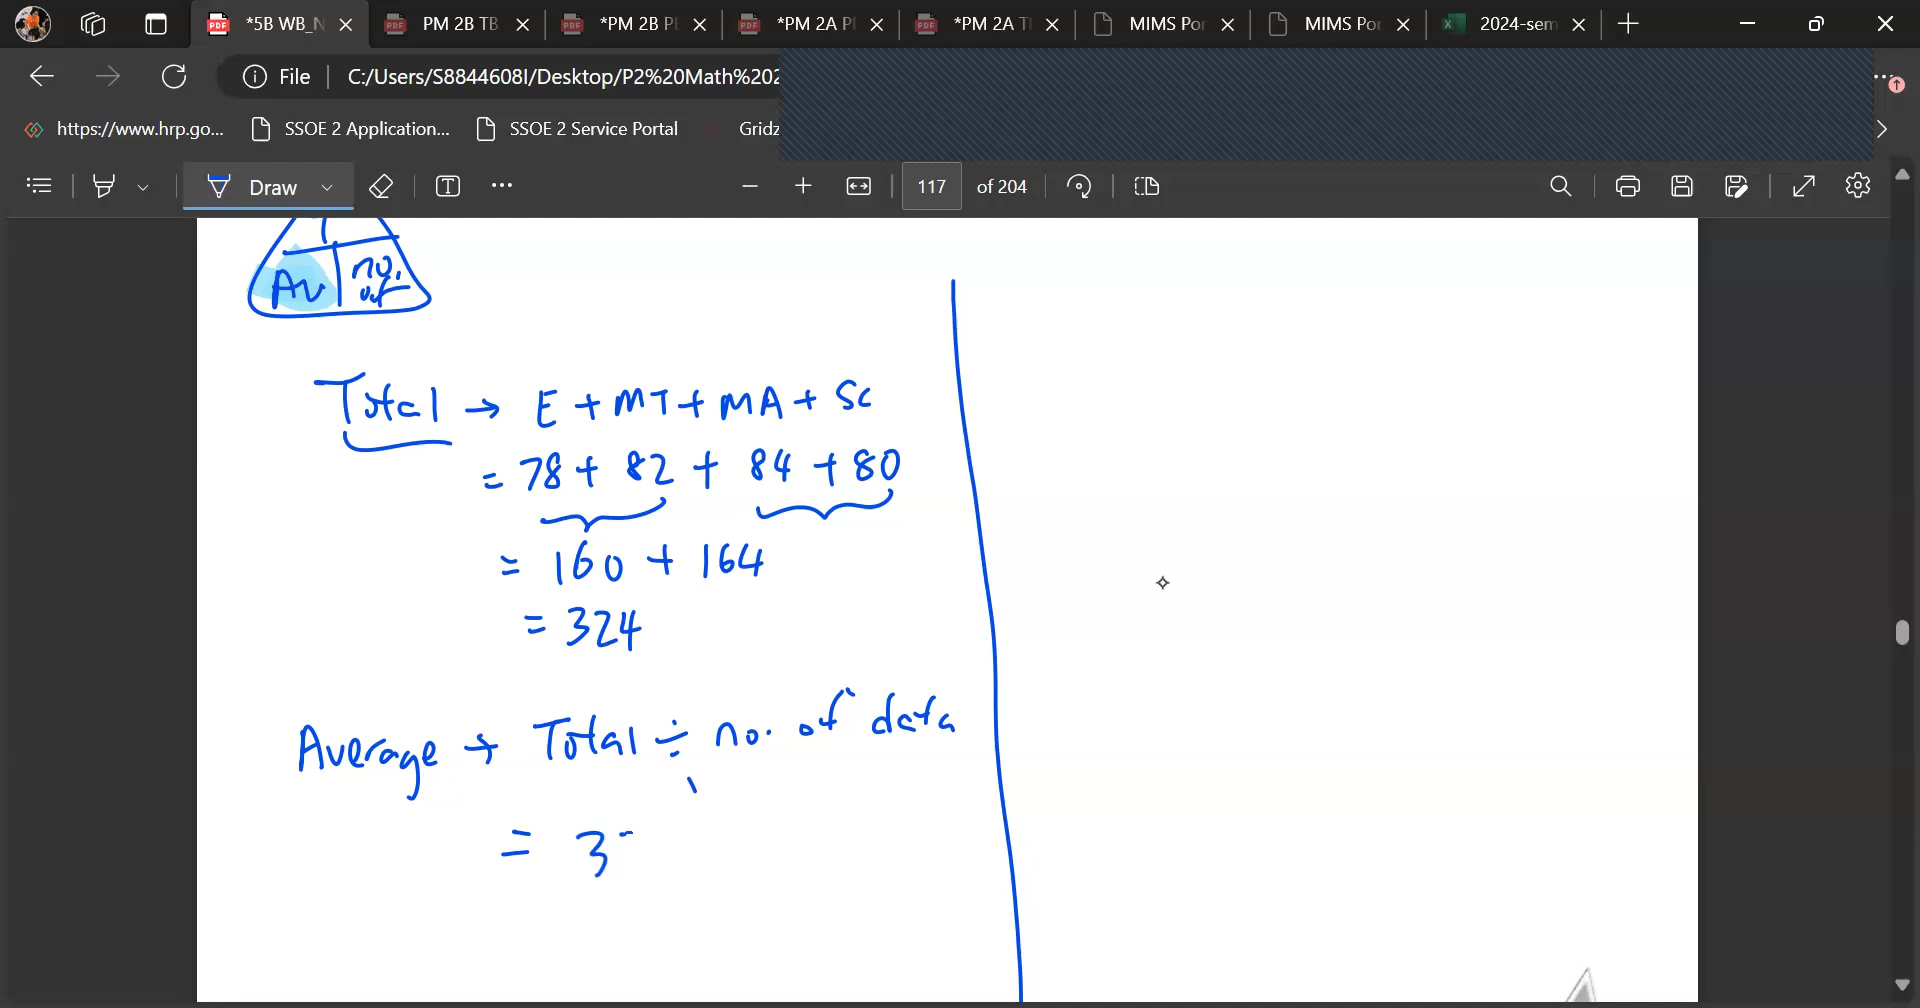 *5B WB_N
PM 2B TB
*PM 2B P
*PM 2A P
*PM 2A T
MIMS Por
MIMS Por
2024-sem
File
C:/Users/S8844608I/Desktop/P2%20Math%202
https://www.hrp.go...
SSOE 2 Application...
SSOE 2 Service Portal
Gridz
Draw
117 of 204
Av
no. of
Total → E + MT + MA + SC
= 78 + 82 + 84 + 80
= 160 + 164
= 324
Average → Total ÷ no. of data
= 3